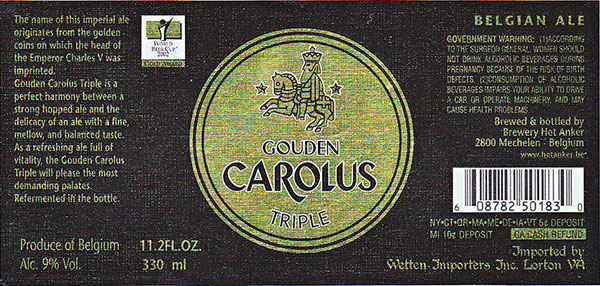 The name of this imperial ale
originates from the golden
coins on which the head of
the Emperor Charles V was
imprinted.
Gouden Carolus Triple is a
perfect harmony between a
strong hopped ale and the
delicacy of an ale with a fine
mellow, and balanced taste.
As a refreshing ale full of
vitality, the Gouden Carolus
Triple will please the most
demanding palates.
Refermented in the bottle.
Produce of Belgium 11.2FL.OZ.
Alc. 9% Vol. 330 ml
WORLD
BEER CUP
2002
GOLD AWARD
GOUDEN
CAROLUS
TRIPLE
BELGIAN ALE
GOVERNMENT WARNING: (1)ACCORDING
TO THE SURGEON GENERAL, WOMEN SHOULD
NOT DRINK ALCOHOLIC BEVERAGES DURING
PREGNANCY BECAUSE OF THE RISK OF BIRTH
DEFECTS. (2)CONSUMPTION OF ALCOHOLIC
BEVERAGES IMPAIRS YOUR ABILITY TO DRIVE
A CAR OR OPERATE MACHINERY, AND MAY
CAUSE HEALTH PROBLEMS.
Brewed & bottled by
Brewery Het Anker
2800 Mechelen - Belgium
www.hetanker.be
6 08782 50183 0
NY•CT•OR•MA•ME•DE•IA•VT 5¢ DEPOSIT
MI 10¢ DEPOSIT CA CASH REFUND
Imported by
Wetten-Importers Inc. Lorton VA